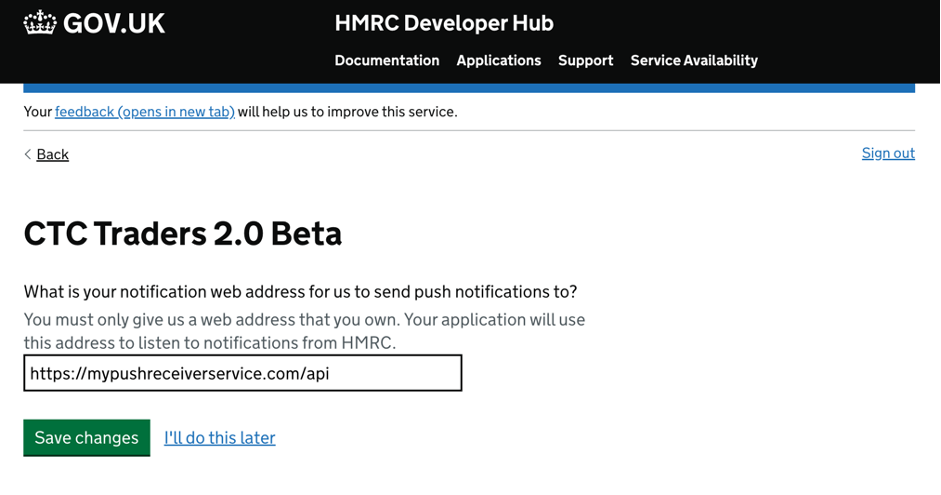 GOV.UK
HMRC Developer Hub
Documentation Applications Support Service Availability
Your feedback (opens in new tab) will help us to improve this service.
Back
Sign out
CTC Traders 2.0 Beta
What is your notification web address for us to send push notifications to?
You must only give us a web address that you own. Your application will use
this address to listen to notifications from HMRC.
https://mypushreceiverservice.com/api
Save changes I'll do this later